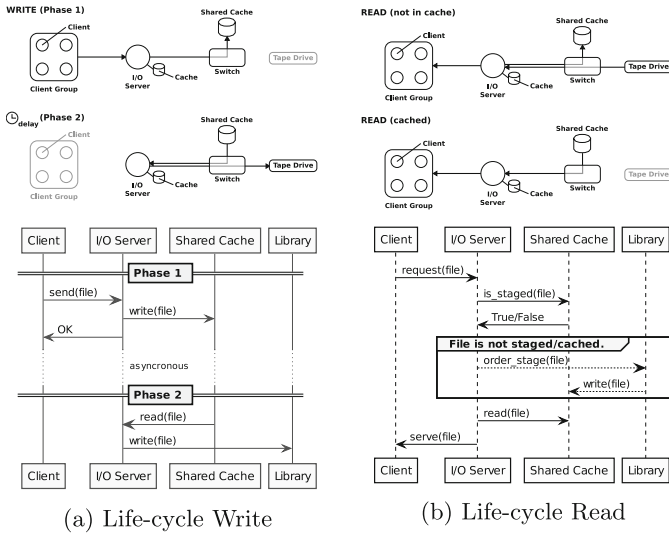 WRITE (Phase 1)
Client
Shared Cache
Tape Drive
Cache
I/O
Server
Switch
Client Group
delay (Phase 2)
Client
Shared Cache
Tape Drive
Cache
I/O
Server
Switch
Client Group
Client
I/O Server
Shared Cache
Library
Phase 1
send(file)
write(file)
OK
asyncronous
Phase 2
read(file)
write(file)
Client
I/O Server
Shared Cache
Library
(a) Life-cycle Write
READ (not in cache)
Client
Shared Cache
Tape Drive
Cache
I/O
Server
Switch
Client Group
READ (cached)
Client
Shared Cache
Tape Drive
Cache
I/O
Server
Switch
Client Group
Client
I/O Server
Shared Cache
Library
request(file)
is_staged(file)
True/False
File is not staged/cached.
order_stage(file)
write(file)
read(file)
serve(file)
Client
I/O Server
Shared Cache
Library
(b) Life-cycle Read